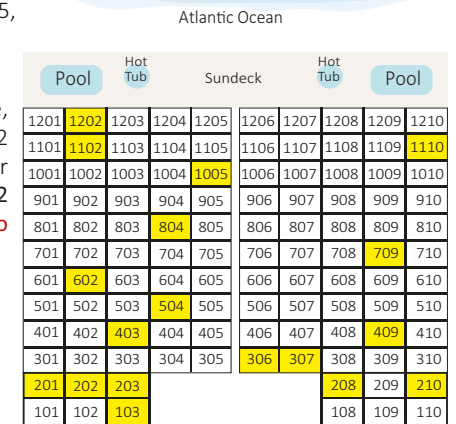 5,
Atlantic Ocean
Hot Hot
Pool Tub Sundeck Tub Pool
e,
1201 1202 1203 1204 1205 1206 1207 1208 1209 1210
2
1101 1102 1103 1104 1105 1106 1107 1108 1109 1110
r
1001 1002 1003 1004 1005 1006 1007 1008 1009 1010
2
901 902 903 904 905 906 907 908 909 910
o
801 802 803 804 805 806 807 808 809 810
701 702 703 704 705 706 707 708 709 710
601 602 603 604 605 606 607 608 609 610
501 502 503 504 505 506 507 508 509 510
401 402 403 404 405 406 407 408 409 410
301 302 303 304 305 306 307 308 309 310
201 202 203 208 209 210
101 102 103 108 109 110